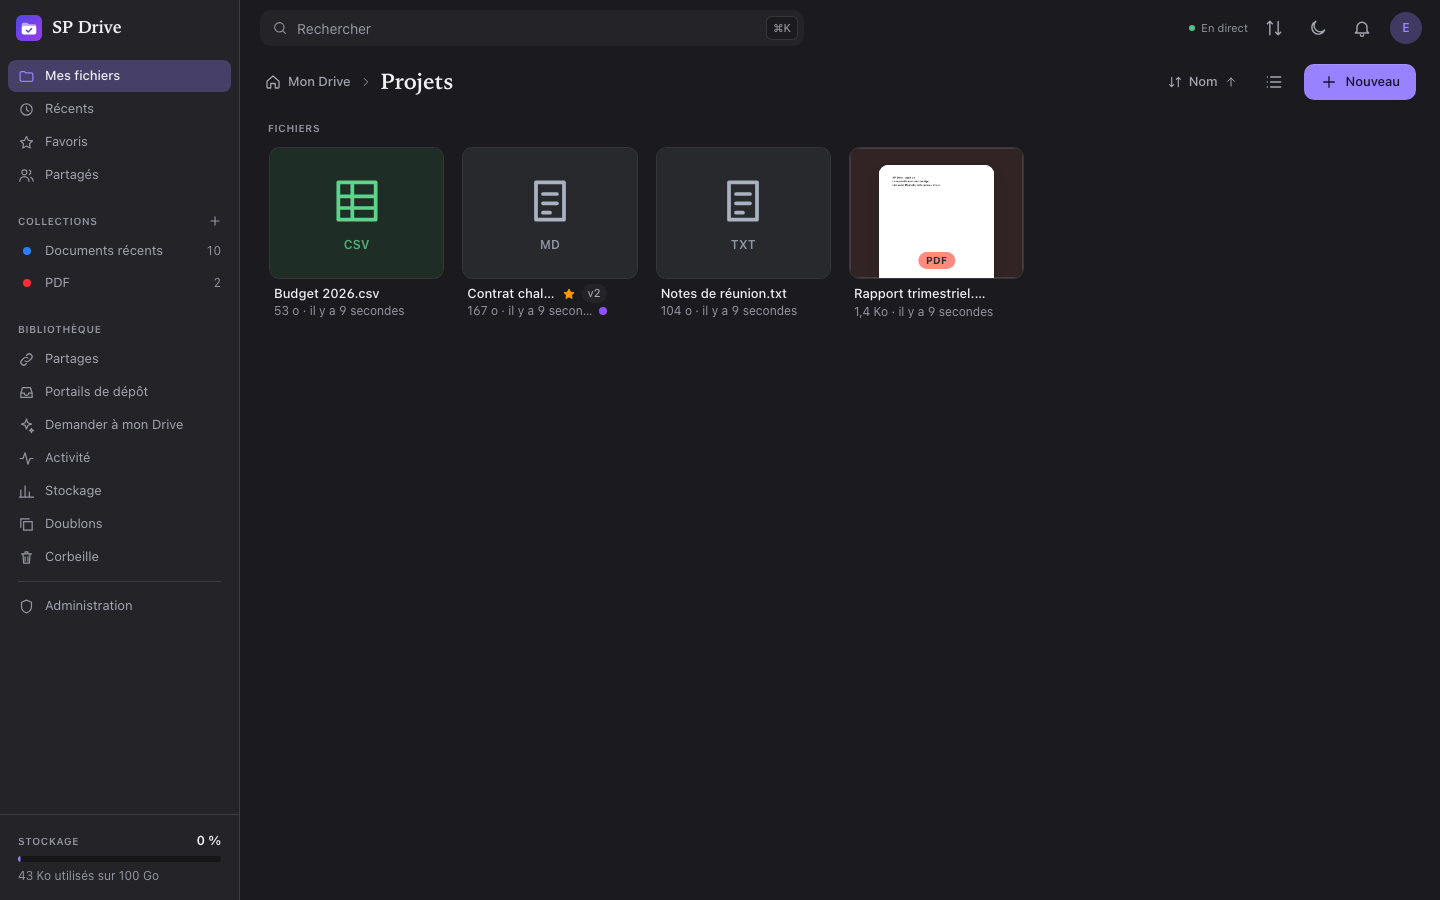 SP Drive
Rechercher
⌘K
En direct
E
Mes fichiers
Récents
Favoris
Partagés
COLLECTIONS
Documents récents 10
PDF 2
BIBLIOTHÈQUE
Partages
Portails de dépôt
Demander à mon Drive
Activité
Stockage
Doublons
Corbeille
Administration
STOCKAGE 0 %
43 Ko utilisés sur 100 Go
Mon Drive
Projets
Nom
Nouveau
FICHIERS
CSV
Budget 2026.csv
53 o · il y a 9 secondes
MD
Contrat chal... v2
167 o · il y a 9 secon...
TXT
Notes de réunion.txt
104 o · il y a 9 secondes
PDF
Rapport trimestriel....
1,4 Ko · il y a 9 secondes